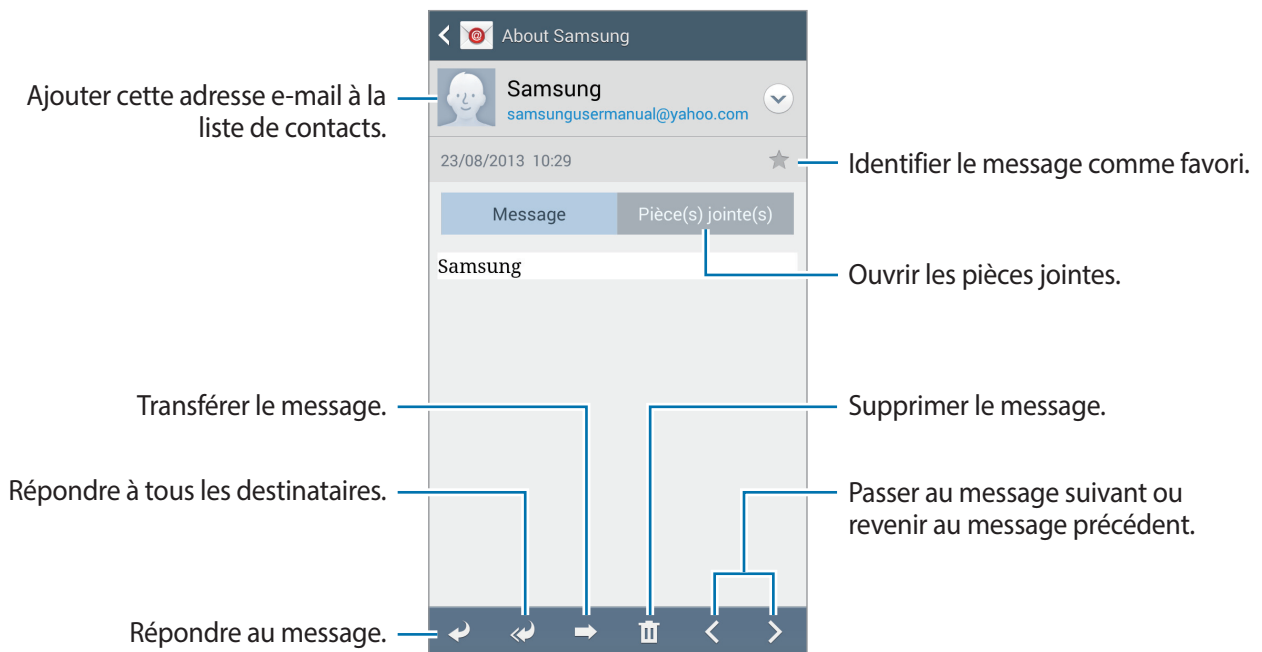 About Samsung
Ajouter cette adresse e-mail à la
liste de contacts.
Samsung
samsungusermanual@yahoo.com
23/08/2013 10:29
Identifier le message comme favori.
Message
Pièce(s) jointe(s)
Samsung
Ouvrir les pièces jointes.
Transférer le message.
Supprimer le message.
Répondre à tous les destinataires.
Passer au message suivant ou
revenir au message précédent.
Répondre au message.